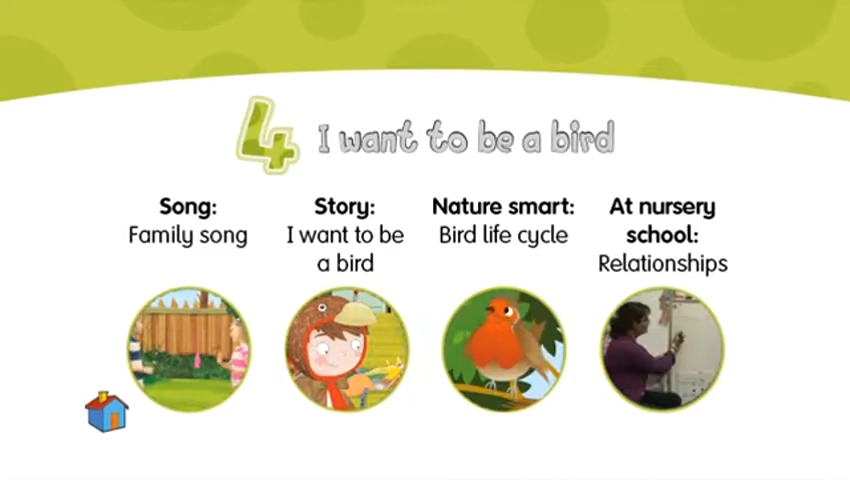 4 I want to be a bird
Song:
Family song
Story:
I want to be
a bird
Nature smart:
Bird life cycle
At nursery
school:
Relationships